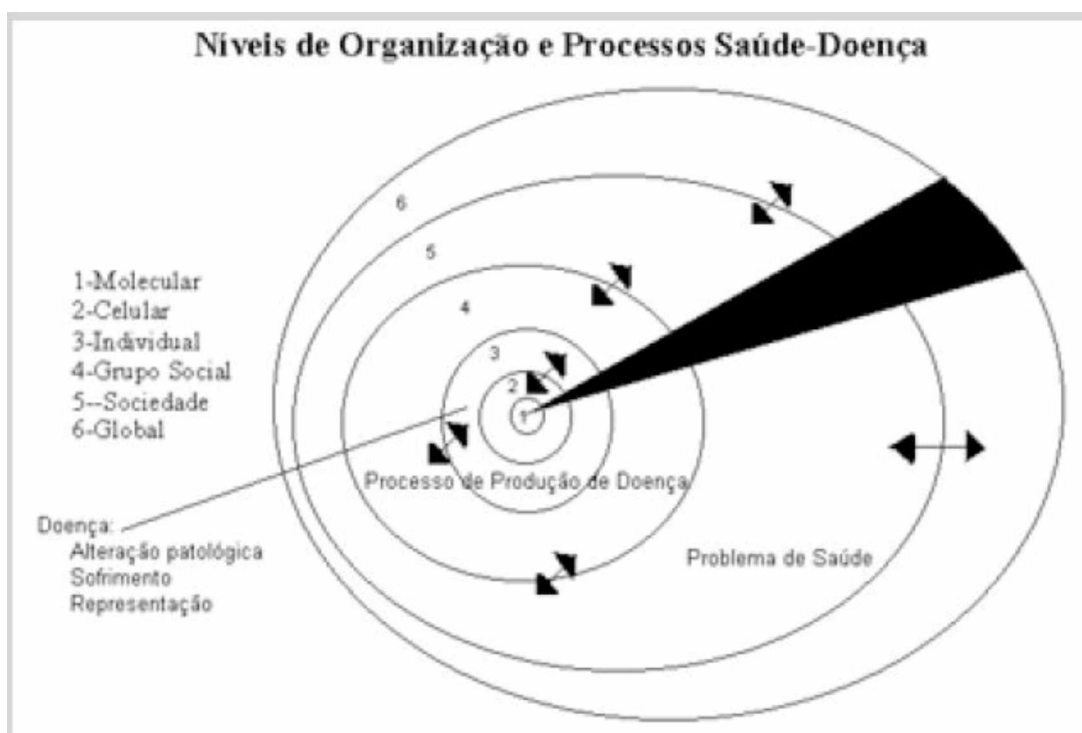 Níveis de Organização e Processos Saúde-Doença
6
5
4
3
2
1
1-Molecular
2-Celular
3-Individual
4-Grupo Social
5--Sociedade
6-Global
Processo de Produção de Doença
Doença:
Alteração patológica
Sofrimento
Representação
Problema de Saúde